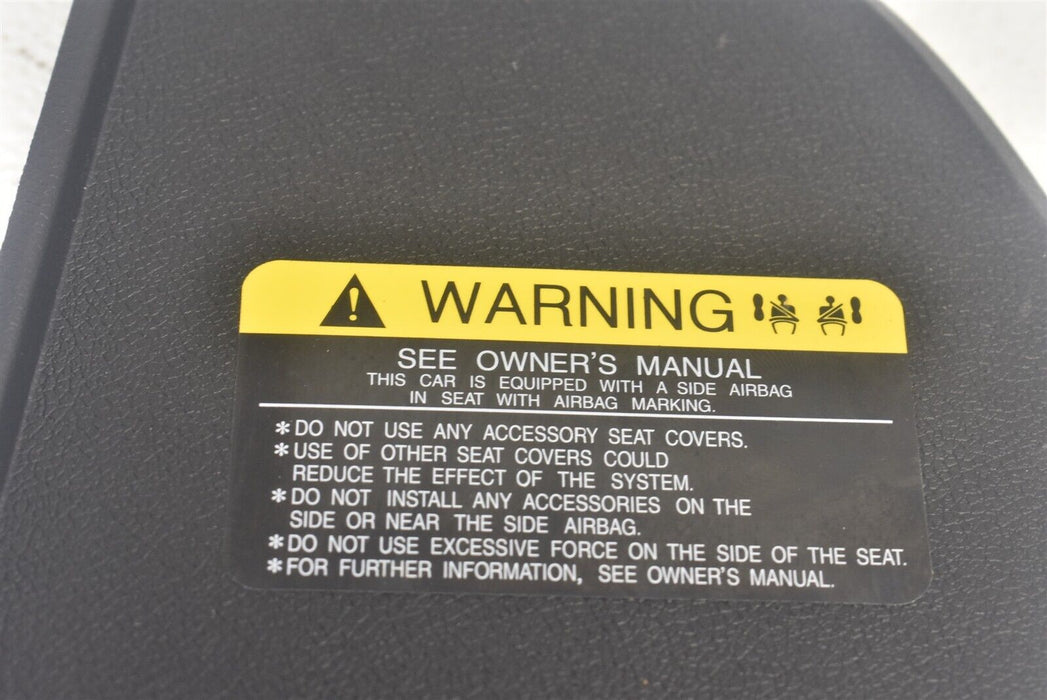 WARNING
SEE OWNER'S MANUAL
THIS CAR IS EQUIPPED WITH A SIDE AIRBAG
IN SEAT WITH AIRBAG MARKING.
*DO NOT USE ANY ACCESSORY SEAT COVERS.
*USE OF OTHER SEAT COVERS COULD
REDUCE THE EFFECT OF THE SYSTEM.
*DO NOT INSTALL ANY ACCESSORIES ON THE
SIDE OR NEAR THE SIDE AIRBAG.
*DO NOT USE EXCESSIVE FORCE ON THE SIDE OF THE SEAT.
*FOR FURTHER INFORMATION, SEE OWNER'S MANUAL.